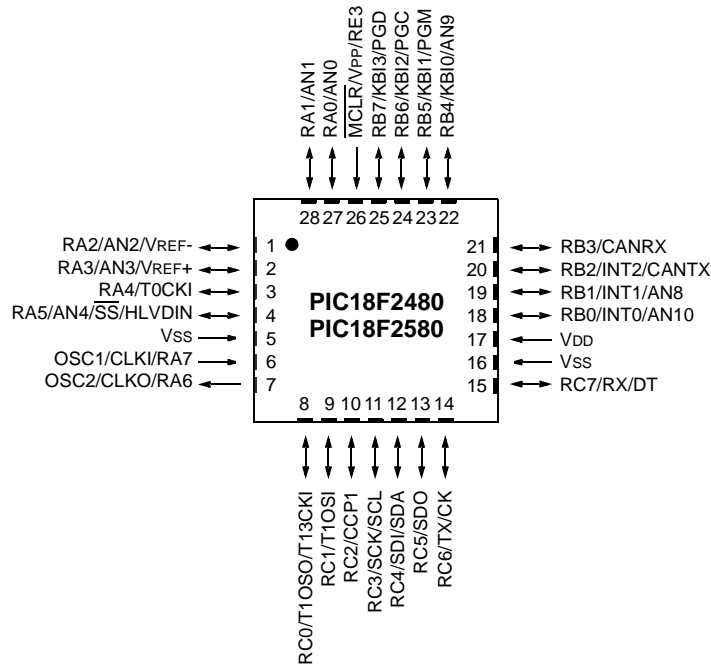 RA1/AN1
RA0/AN0
MCLR/VPP/RE3
RB7/KBI3/PGD
RB6/KBI2/PGC
RB5/KBI1/PGM
RB4/KBI0/AN9
28 27 26 25 24 23 22
RA2/AN2/VREF- 1
RA3/AN3/VREF+ 2
RA4/T0CKI 3
RA5/AN4/SS/HLVDIN 4
VSS 5
OSC1/CLKI/RA7 6
OSC2/CLKO/RA6 7
PIC18F2480
PIC18F2580
21 RB3/CANRX
20 RB2/INT2/CANTX
19 RB1/INT1/AN8
18 RB0/INT0/AN10
17 VDD
16 VSS
15 RC7/RX/DT
8 9 10 11 12 13 14
RC0/T1OSO/T13CKI
RC1/T1OSI
RC2/CCP1
RC3/SCK/SCL
RC4/SDI/SDA
RC5/SDO
RC6/TX/CK